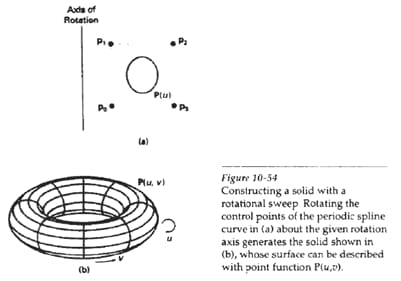 Axis of
Rotation
P₁
P₂
P(u)
P₀
P₃
(a)
P(u, v)
u
v
(b)
Figure 10-54
Constructing a solid with a
rotational sweep Rotating the
control points of the periodic spline
curve in (a) about the given rotation
axis generates the solid shown in
(b), whose surface can be described
with point function P(u,v).